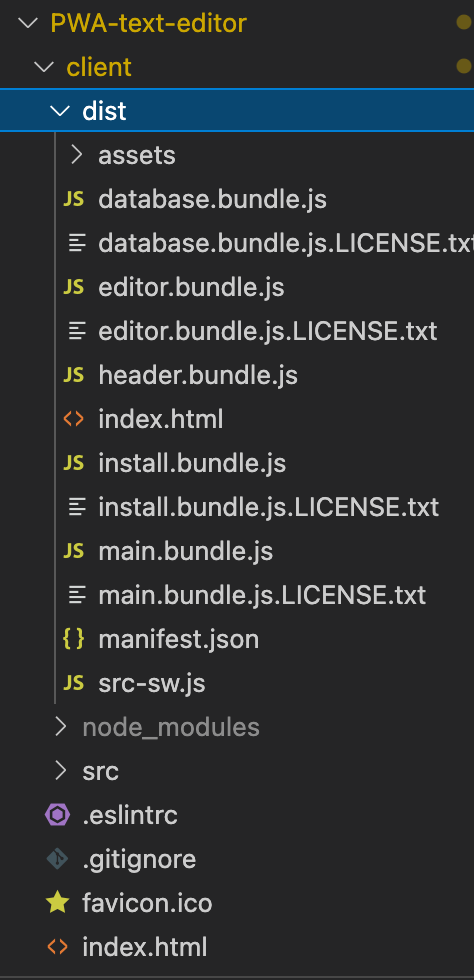 PWA-text-editor
client
dist
assets
JS database.bundle.js
database.bundle.js.LICENSE.txt
JS editor.bundle.js
editor.bundle.js.LICENSE.txt
JS header.bundle.js
index.html
JS install.bundle.js
install.bundle.js.LICENSE.txt
JS main.bundle.js
main.bundle.js.LICENSE.txt
{} manifest.json
JS src-sw.js
node_modules
src
.eslintrc
.gitignore
favicon.ico
index.html